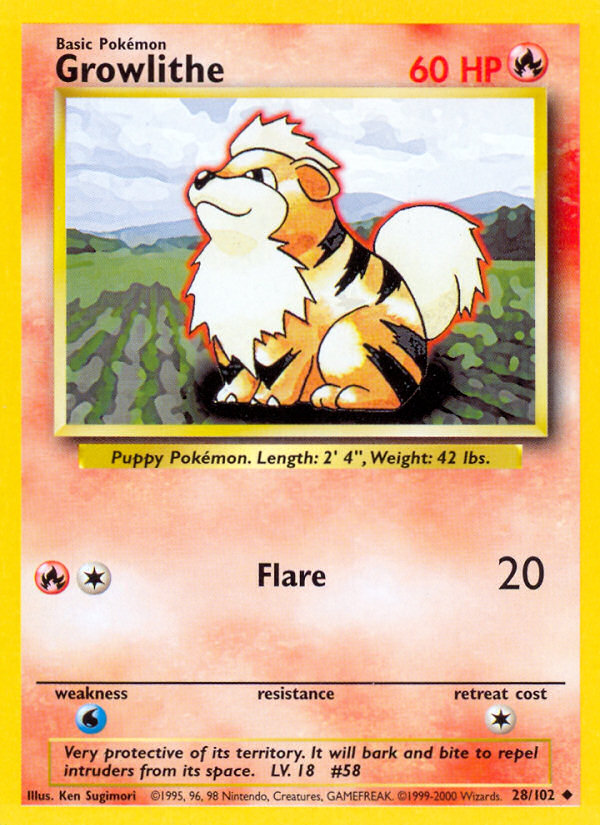 Basic Pokémon
Growlithe
60 HP
Puppy Pokémon. Length: 2' 4", Weight: 42 lbs.
Flare 20
weakness resistance retreat cost
Very protective of its territory. It will bark and bite to repel
intruders from its space. LV. 18 #58
Illus. Ken Sugimori ©1995, 96, 98 Nintendo, Creatures, GAMEFREAK. ©1999-2000 Wizards. 28/102